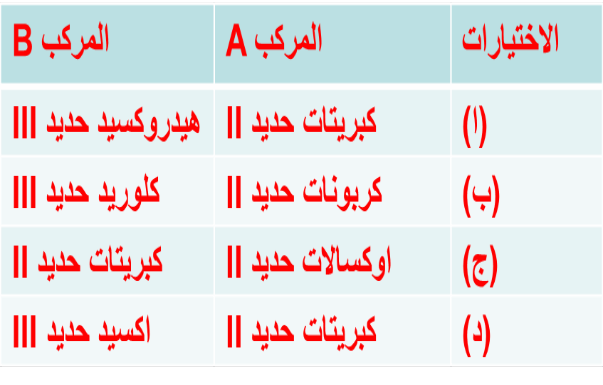 الاختيارات المركب A المركب B
(ا) كبريتات حديد II هيدروكسيد حديد III
(ب) كربونات حديد II كلوريد حديد III
(ج) اوكسالات حديد II كبريتات حديد II
(د) كبريتات حديد II اكسيد حديد III